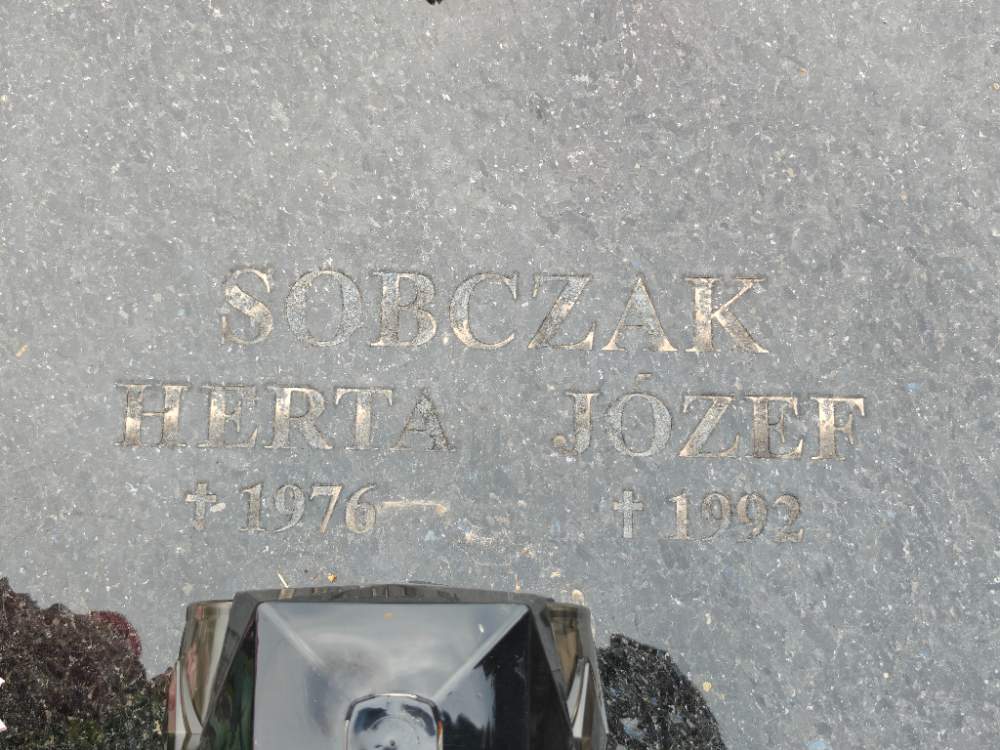 SOBCZAK
HERTA JÓZEF
✝ 1976 ✝ 1992